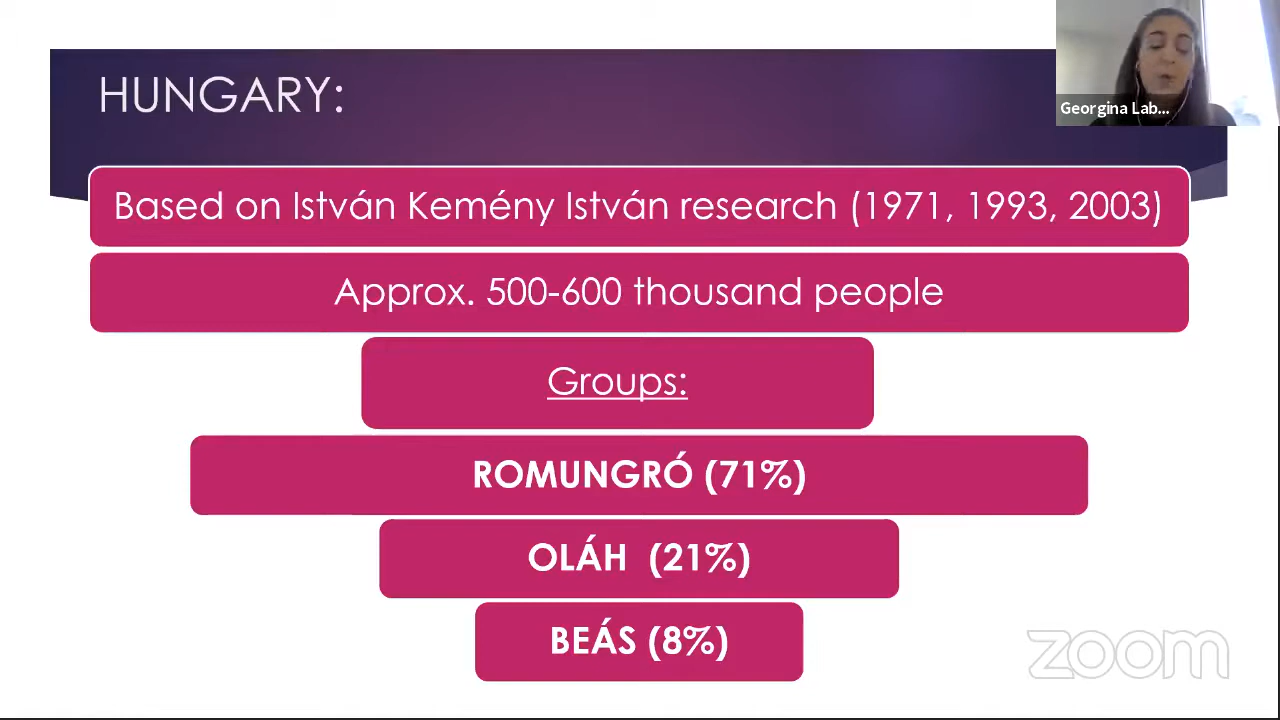 HUNGARY:
Georgina Lab...
Based on István Kemény István research (1971, 1993, 2003)
Approx. 500-600 thousand people
Groups:
ROMUNGRÓ (71%)
OLÁH (21%)
BEÁS (8%)
zoom